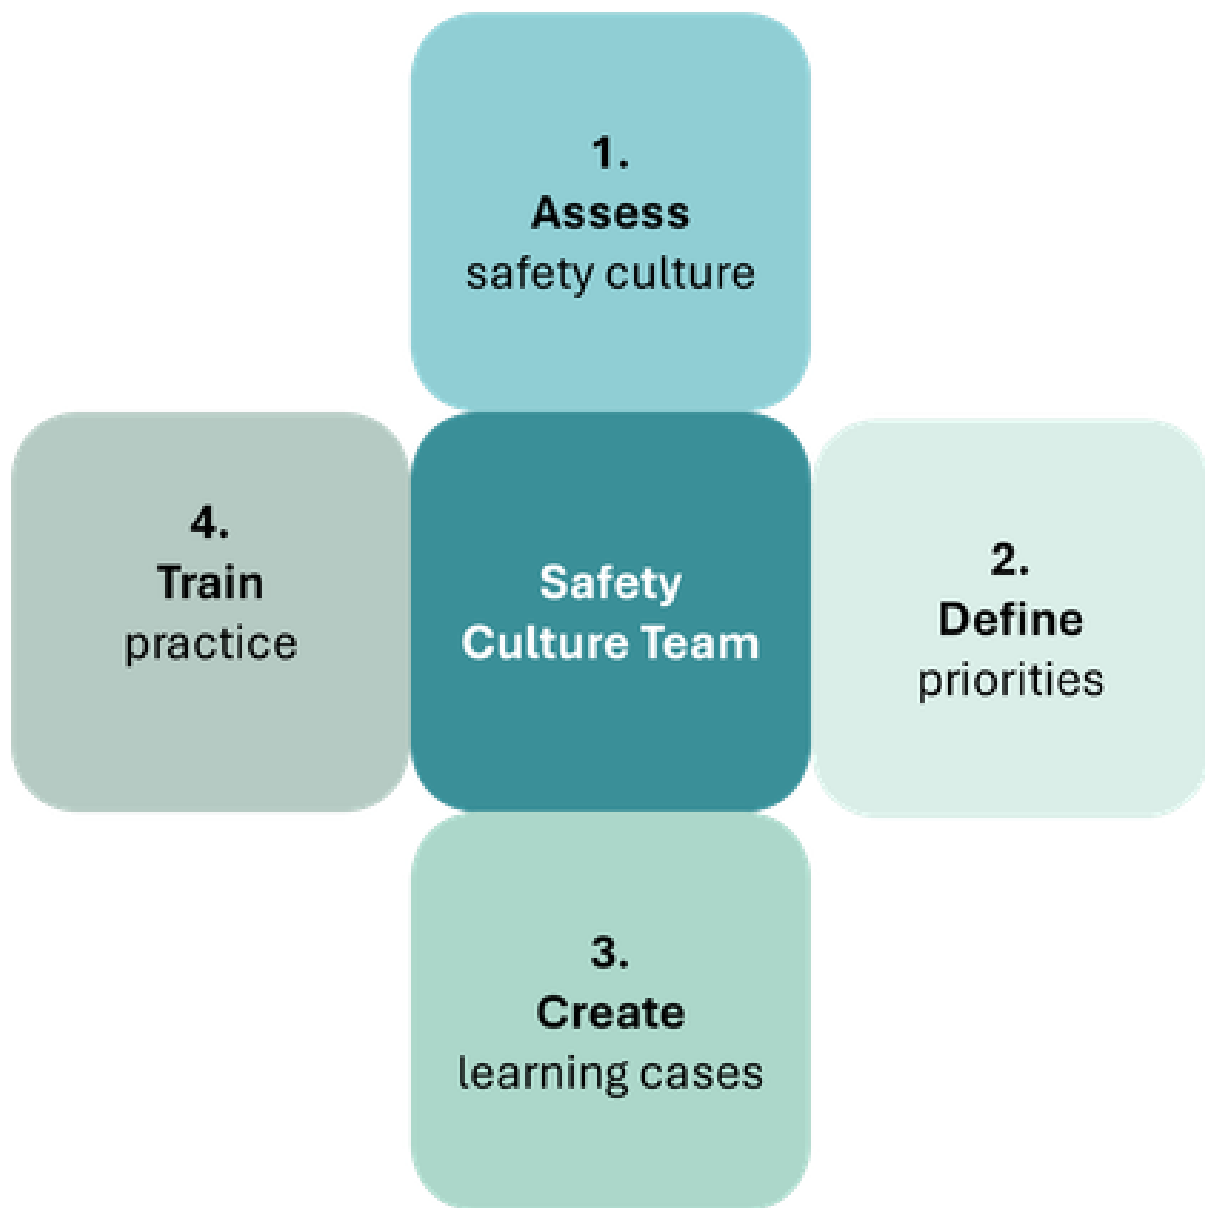 1.
Assess
safety culture
4.
Train
practice
Safety
Culture Team
2.
Define
priorities
3.
Create
learning cases